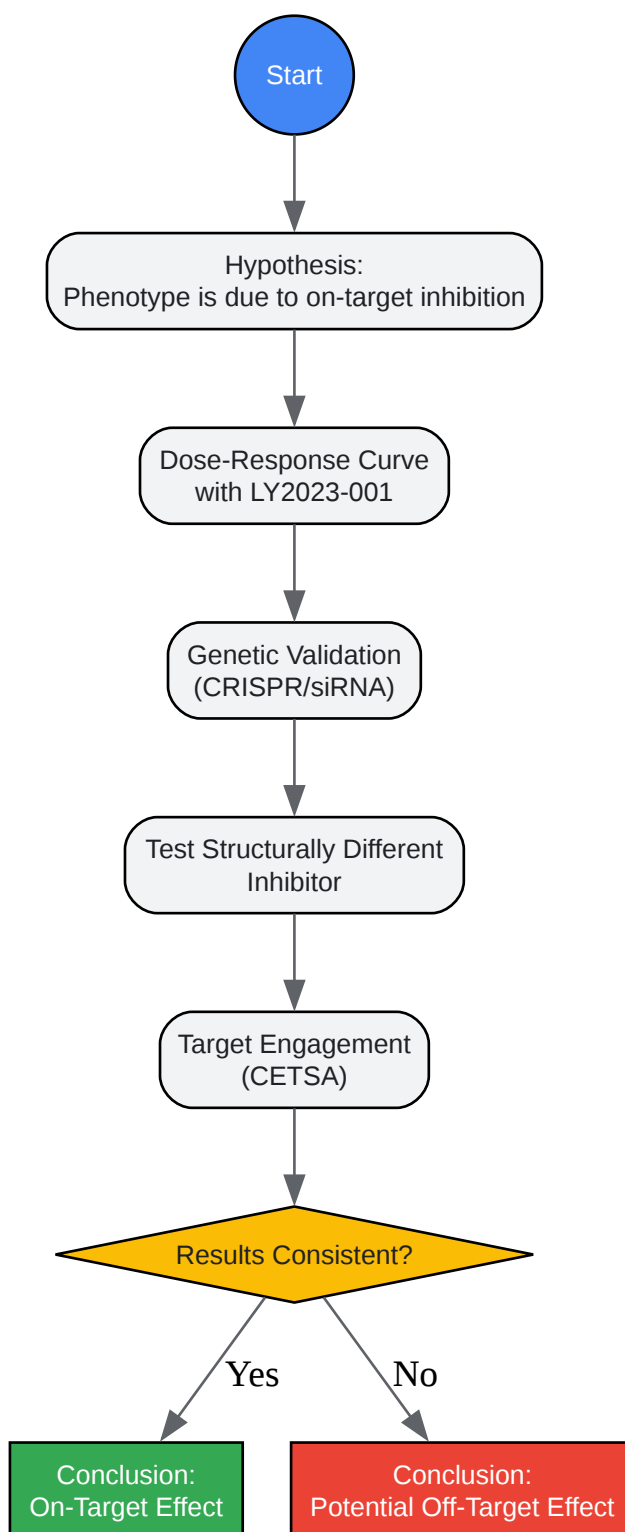 Start
Hypothesis:
Phenotype is due to on-target inhibition
Dose-Response Curve
with LY2023-001
Genetic Validation
(CRISPR/siRNA)
Test Structurally Different
Inhibitor
Target Engagement
(CETSA)
Results Consistent?
Yes
No
Conclusion:
On-Target Effect
Conclusion:
Potential Off-Target Effect